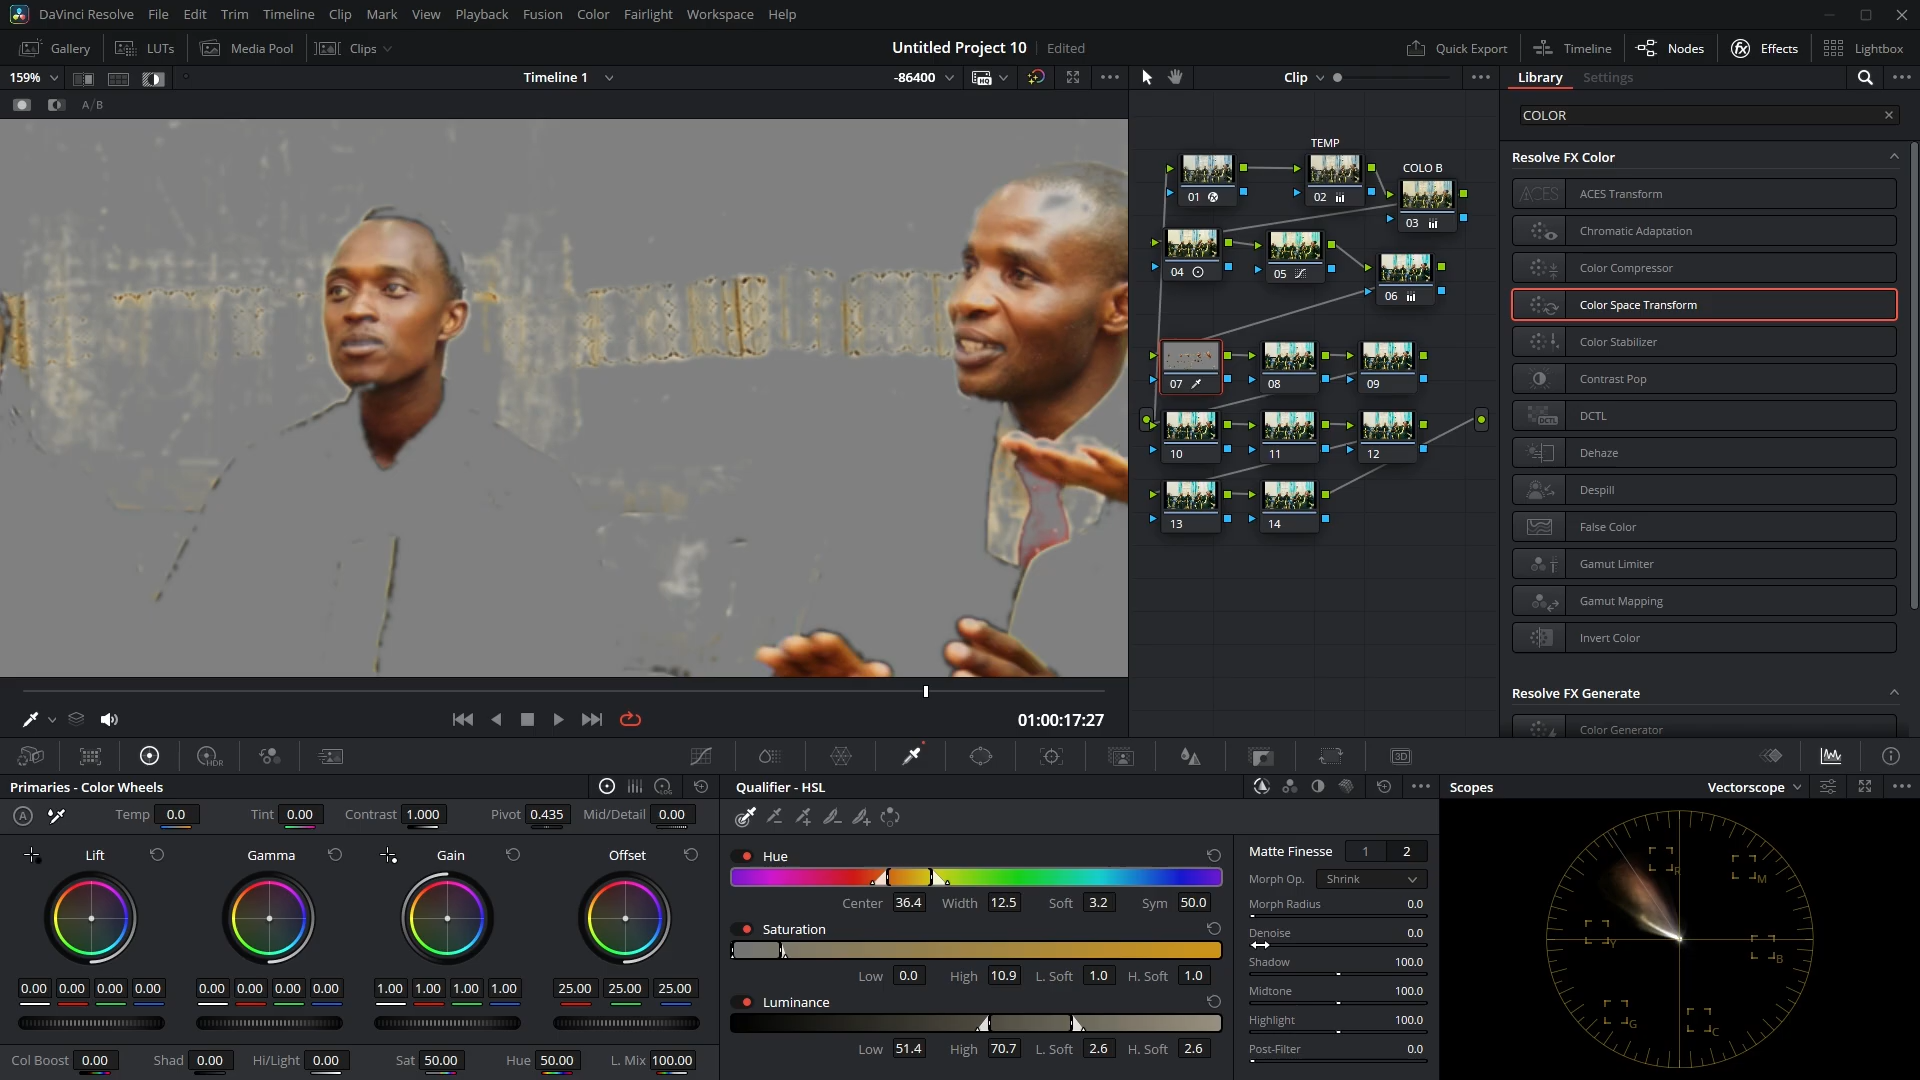 DaVinci Resolve File Edit Trim Timeline Clip Mark View Playback Fusion Color Fairlight Workspace Help
Gallery LUTs Media Pool Clips Untitled Project 10 Edited Quick Export Timeline Nodes Effects Lightbox
159% Timeline 1 -86400 Clip Library Settings
A/B
COLOR
TEMP
COLO B
01 02 03
04 05 06
07 08 09
10 11 12
13 14
Resolve FX Color
ACES Transform
Chromatic Adaptation
Color Compressor
Color Space Transform
Color Stabilizer
Contrast Pop
DCTL
Dehaze
Despill
False Color
Gamut Limiter
Gamut Mapping
Invert Color
Resolve FX Generate
Color Generator
01:00:17:27
HDR
3D
Primaries - Color Wheels
Temp 0.0 Tint 0.00 Contrast 1.000 Pivot 0.435 Mid/Detail 0.00
Lift Gamma Gain Offset
0.00 0.00 0.00 0.00 0.00 0.00 0.00 0.00 1.00 1.00 1.00 1.00 25.00 25.00 25.00
Col Boost 0.00 Shad 0.00 Hi/Light 0.00 Sat 50.00 Hue 50.00 L. Mix 100.00
Qualifier - HSL
Hue
Center 36.4 Width 12.5 Soft 3.2 Sym 50.0
Saturation
Low 0.0 High 10.9 L. Soft 1.0 H. Soft 1.0
Luminance
Low 51.4 High 70.7 L. Soft 2.6 H. Soft 2.6
Matte Finesse 1 2
Morph Op. Shrink
Morph Radius 0.0
Denoise 0.0
Shadow 100.0
Midtone 100.0
Highlight 100.0
Post-Filter 0.0
Scopes Vectorscope
R M
Y B
G C